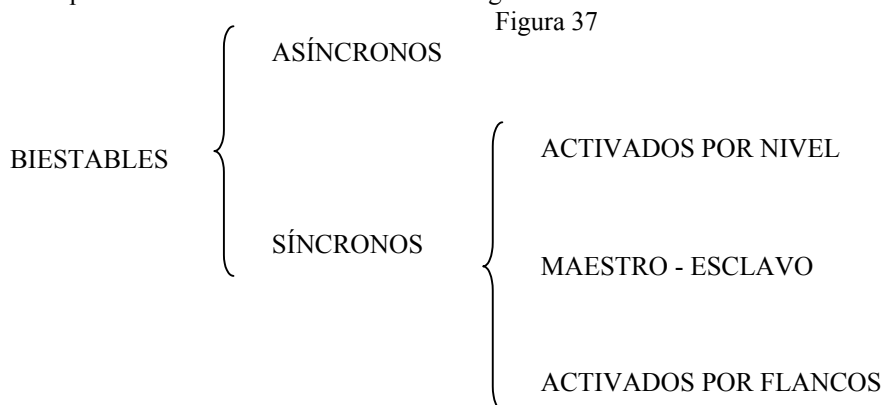 Figura 37
ASÍNCRONOS
BIESTABLES
ACTIVADOS POR NIVEL
SÍNCRONOS
MAESTRO - ESCLAVO
ACTIVADOS POR FLANCOS